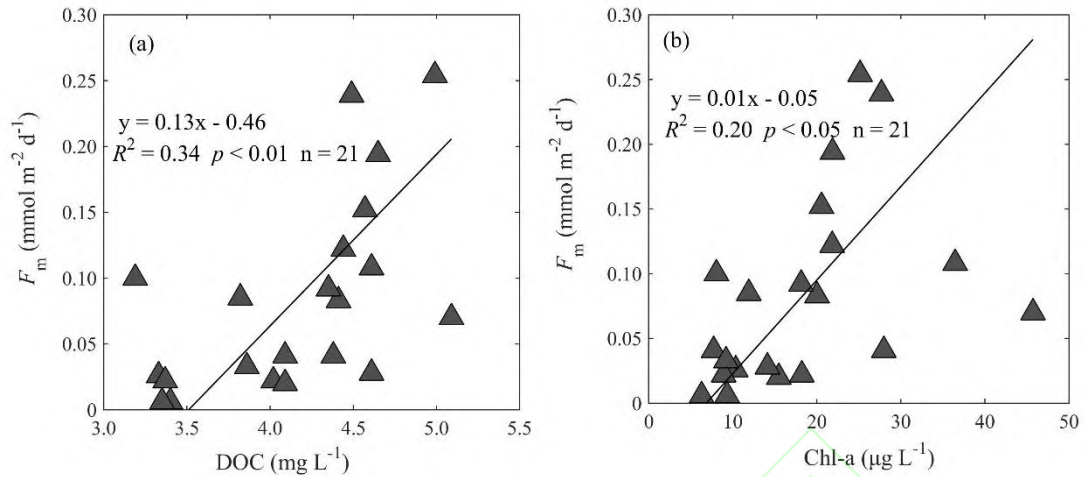 (a)
y = 0.13x - 0.46
R² = 0.34 p < 0.01 n = 21
Fₘ (mmol m⁻² d⁻¹)
0.30
0.25
0.20
0.15
0.10
0.05
0
3.0 3.5 4.0 4.5 5.0 5.5
DOC (mg L⁻¹)
(b)
y = 0.01x - 0.05
R² = 0.20 p < 0.05 n = 21
Fₘ (mmol m⁻² d⁻¹)
0.30
0.25
0.20
0.15
0.10
0.05
0
0 10 20 30 40 50
Chl-a (μg L⁻¹)